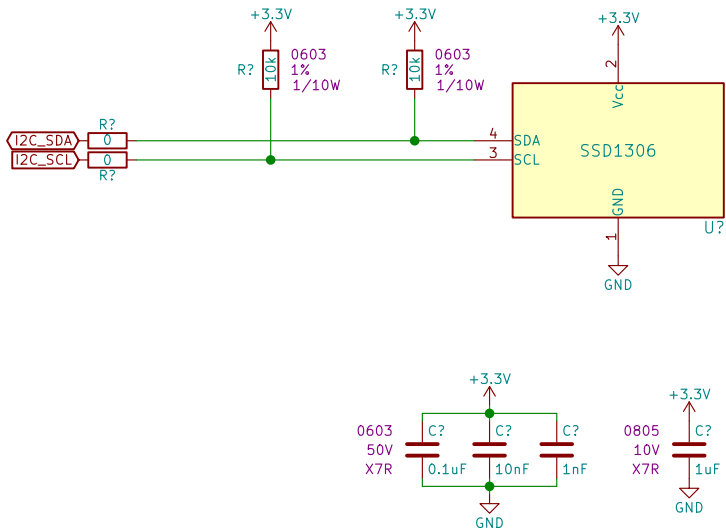 +3.3V
+3.3V
+3.3V
R?
10k
0603
1%
1/10W
R?
10k
0603
1%
1/10W
2
Vcc
R?
I2C_SDA
0
4
SDA
I2C_SCL
0
3
SCL
R?
SSD1306
GND
U?
1
GND
+3.3V
+3.3V
0603
50V
X7R
C?
0.1uF
C?
10nF
C?
1nF
0805
10V
X7R
C?
1uF
GND
GND